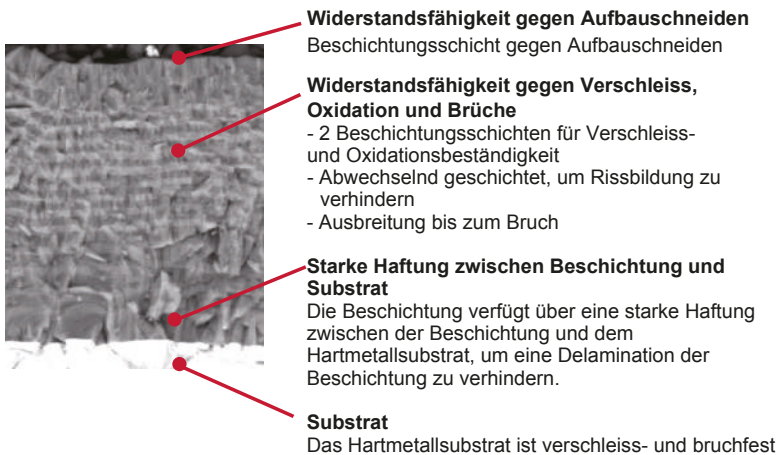 Widerstandsfähigkeit gegen Aufbauschneiden
Beschichtungsschicht gegen Aufbauschneiden
Widerstandsfähigkeit gegen Verschleiss,
Oxidation und Brüche
- 2 Beschichtungsschichten für Verschleiss-
und Oxidationsbeständigkeit
- Abwechselnd geschichtet, um Rissbildung zu
verhindern
- Ausbreitung bis zum Bruch
Starke Haftung zwischen Beschichtung und
Substrat
Die Beschichtung verfügt über eine starke Haftung
zwischen der Beschichtung und dem
Hartmetallsubstrat, um eine Delamination der
Beschichtung zu verhindern.
Substrat
Das Hartmetallsubstrat ist verschleiss- und bruchfest